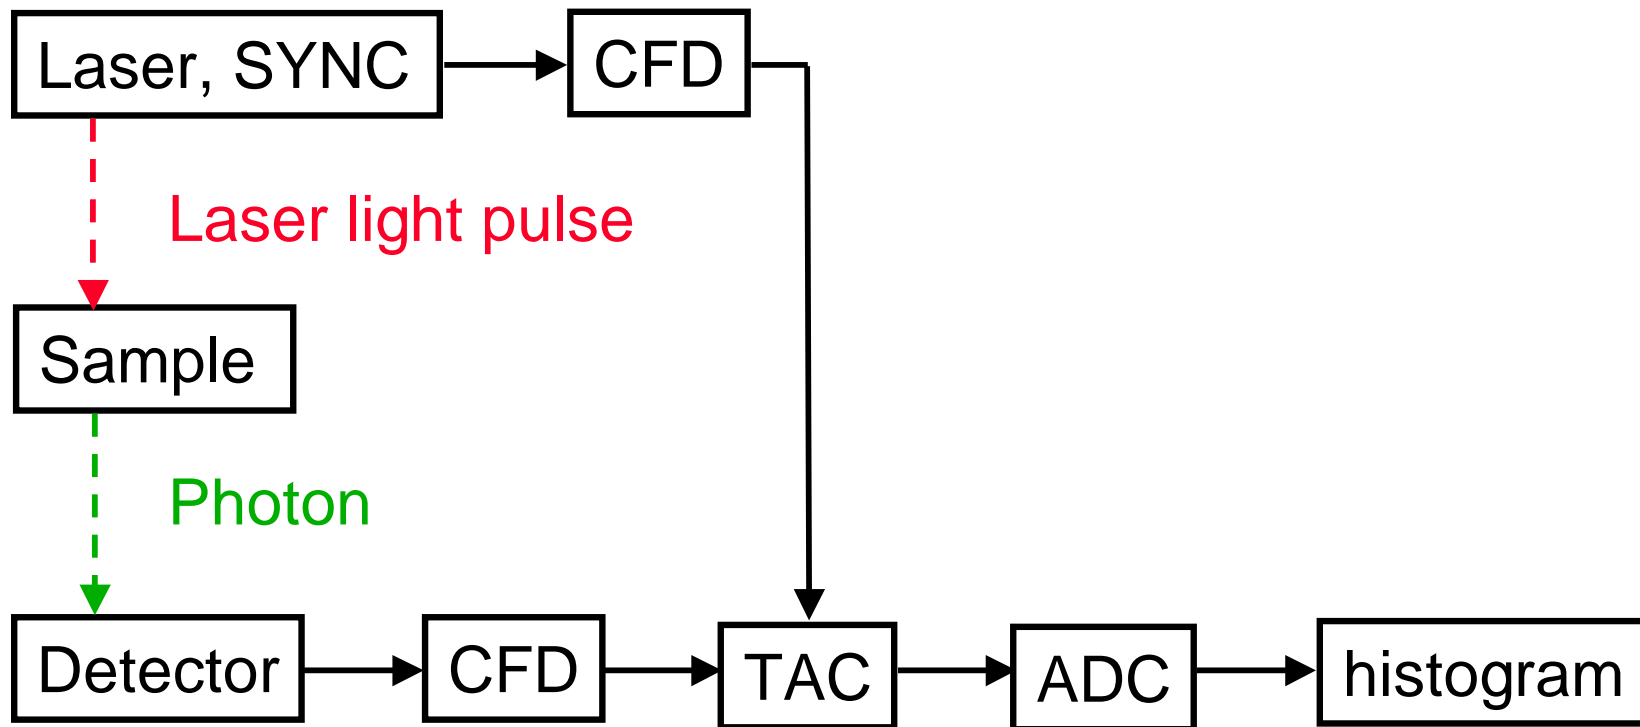 Laser, SYNC
CFD
Laser light pulse
Sample
Photon
Detector
CFD
TAC
ADC
histogram